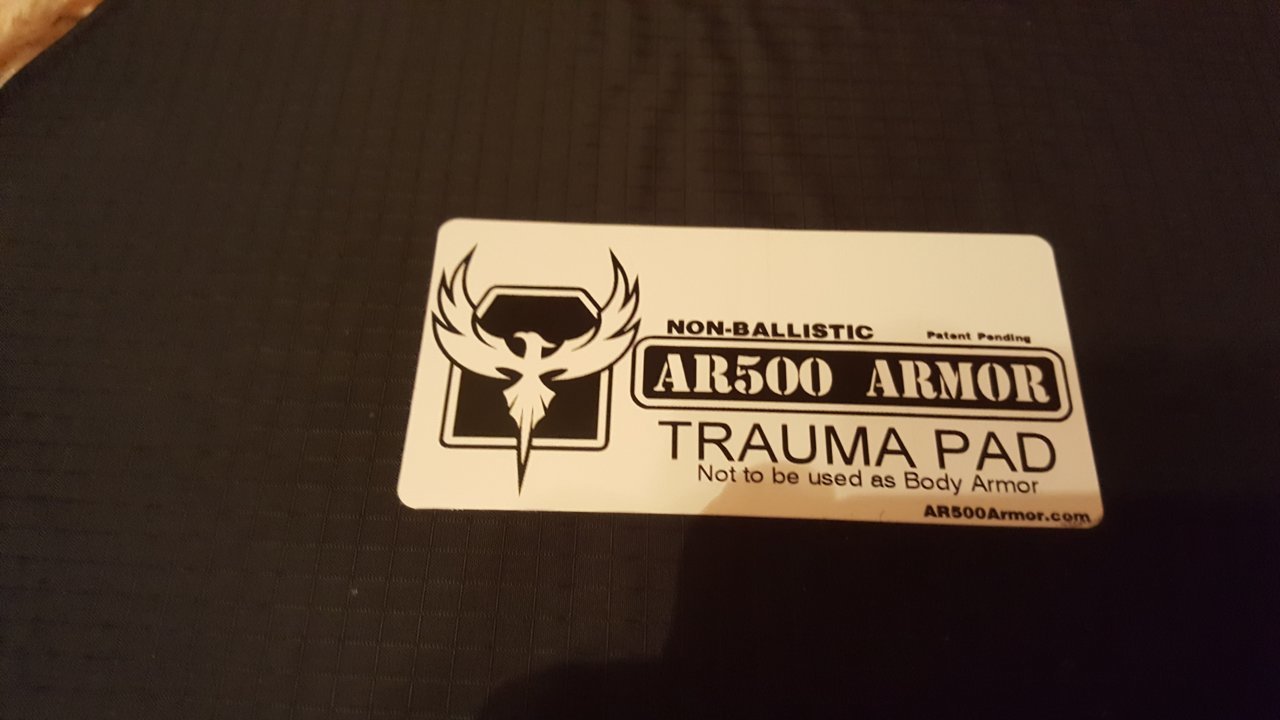 NON-BALLISTIC Patent Pending
AR500 ARMOR
TRAUMA PAD
Not to be used as Body Armor
AR500Armor.com